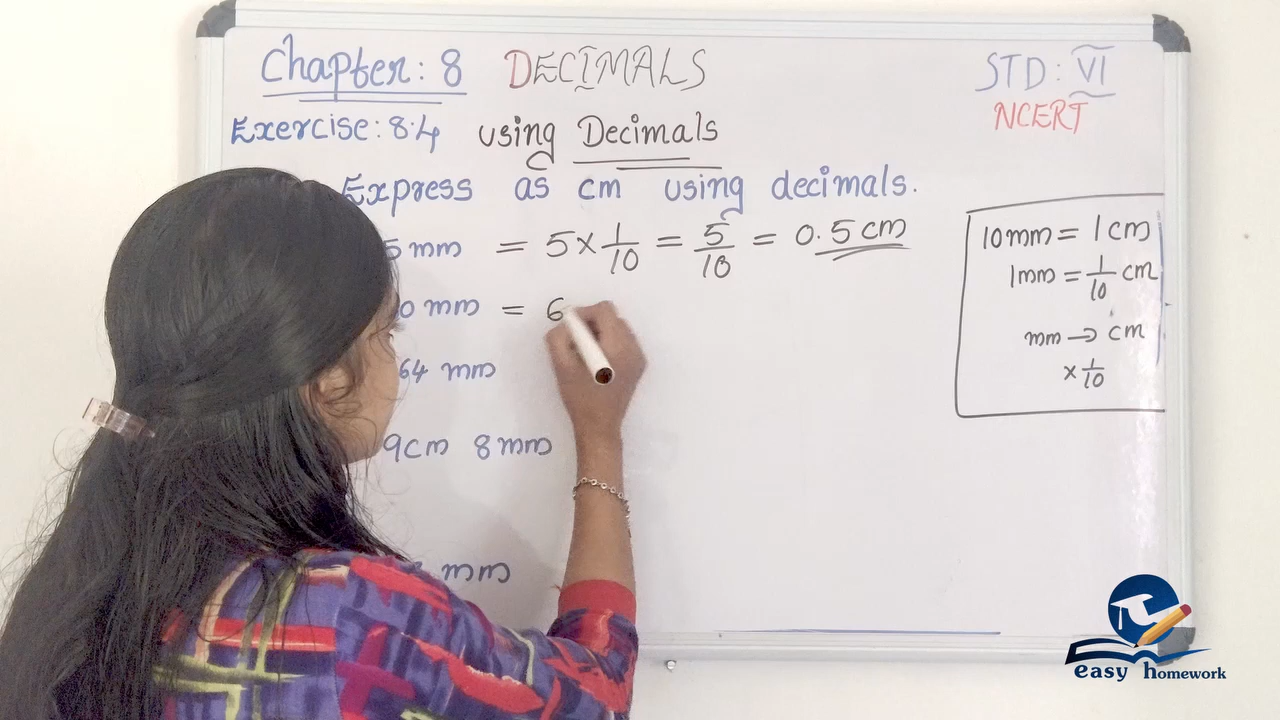 Chapter: 8 DECIMALS
STD: VI
NCERT
Exercise: 8.4 using Decimals
Express as cm using decimals.
5 mm = 5 × 1/10 = 5/10 = 0.5 cm
0 mm = 6
64 mm
9cm 8mm
mm
10mm = 1cm
1mm = 1/10 cm
mm → cm
× 1/10
easy homework